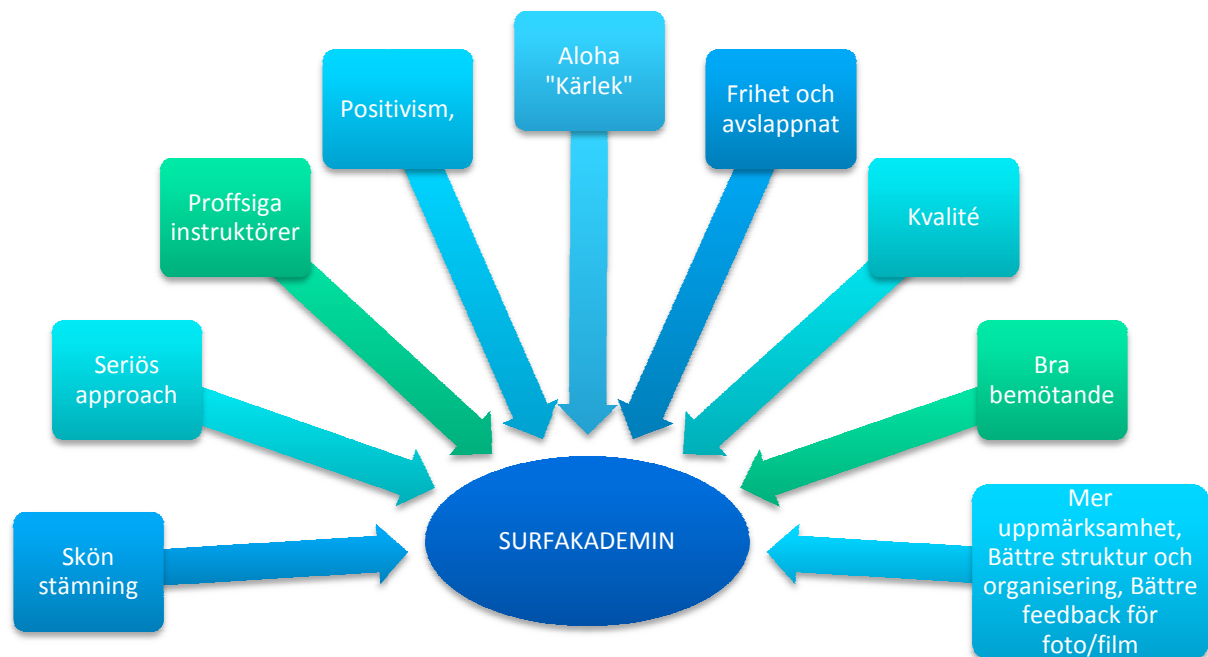 Aloha
"Kärlek"
Positivism,
Frihet och
avslappnat
Proffsiga
instruktörer
Kvalité
Seriös
approach
Bra
bemötande
Skön
stämning
SURFAKADEMIN
Mer
uppmärksamhet,
Bättre struktur och
organisering, Bättre
feedback för
foto/film